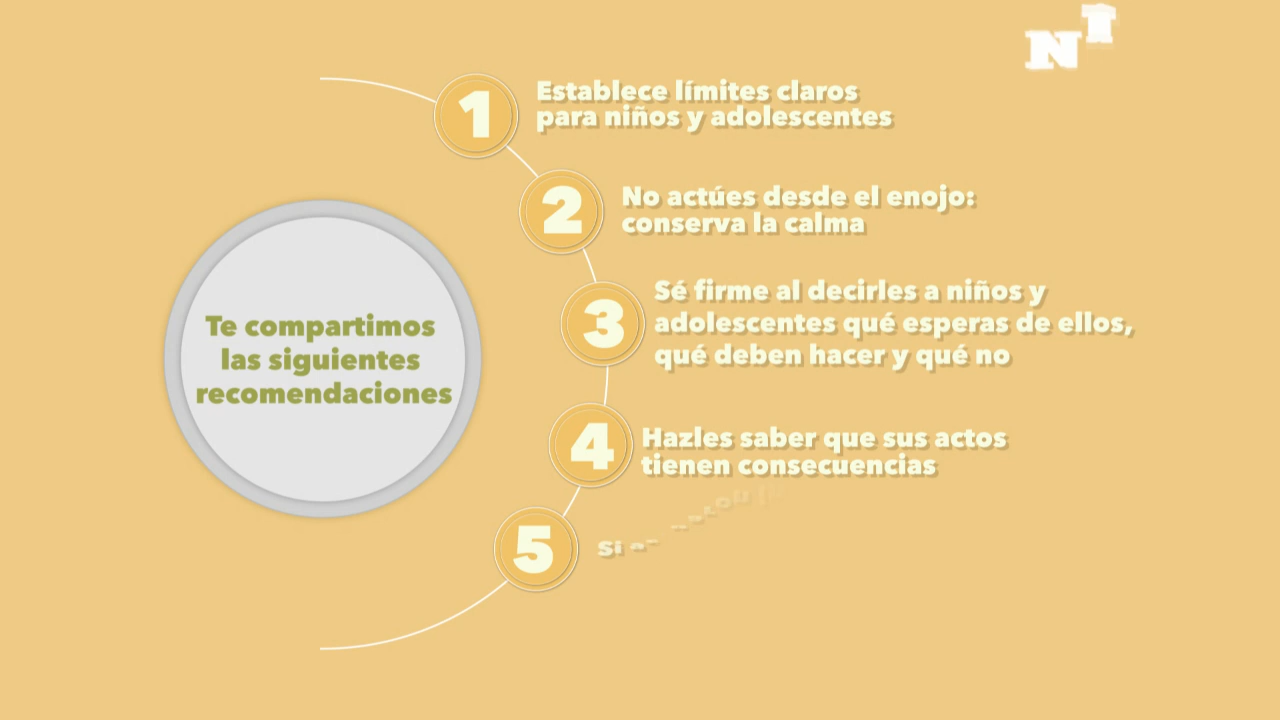 NI
1
Establece límites claros
para niños y adolescentes
2
No actúes desde el enojo:
conserva la calma
3
Sé firme al decirles a niños y
adolescentes qué esperas de ellos,
qué deben hacer y qué no
4
Hazles saber que sus actos
tienen consecuencias
5
Si
Te compartimos
las siguientes
recomendaciones